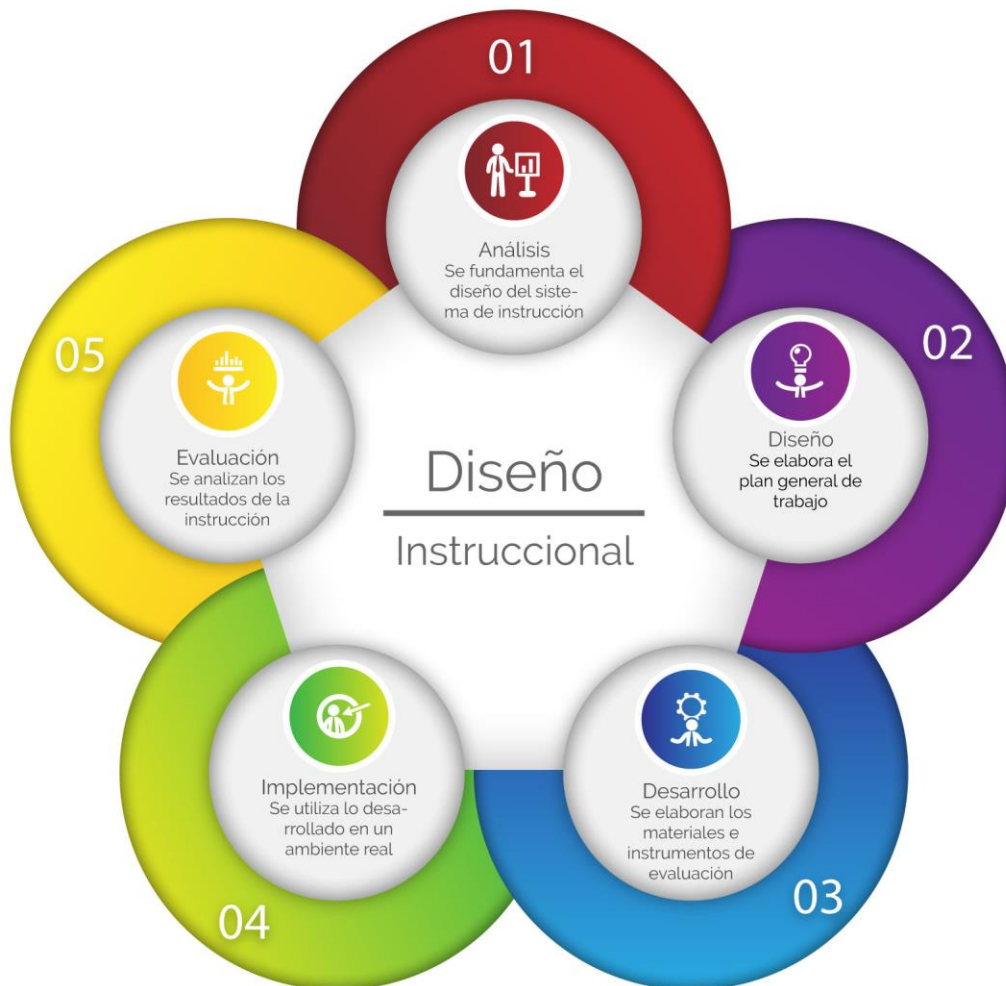 01
Análisis
Se fundamenta el
diseño del siste-
ma de instrucción
02
Diseño
Se elabora el
plan general de
trabajo
03
Desarrollo
Se elaboran los
materiales e
instrumentos de
evaluación
04
Implementación
Se utiliza lo desa-
rrollado en un
ambiente real
05
Evaluación
Se analizan los
resultados de la
instrucción
Diseño
Instruccional